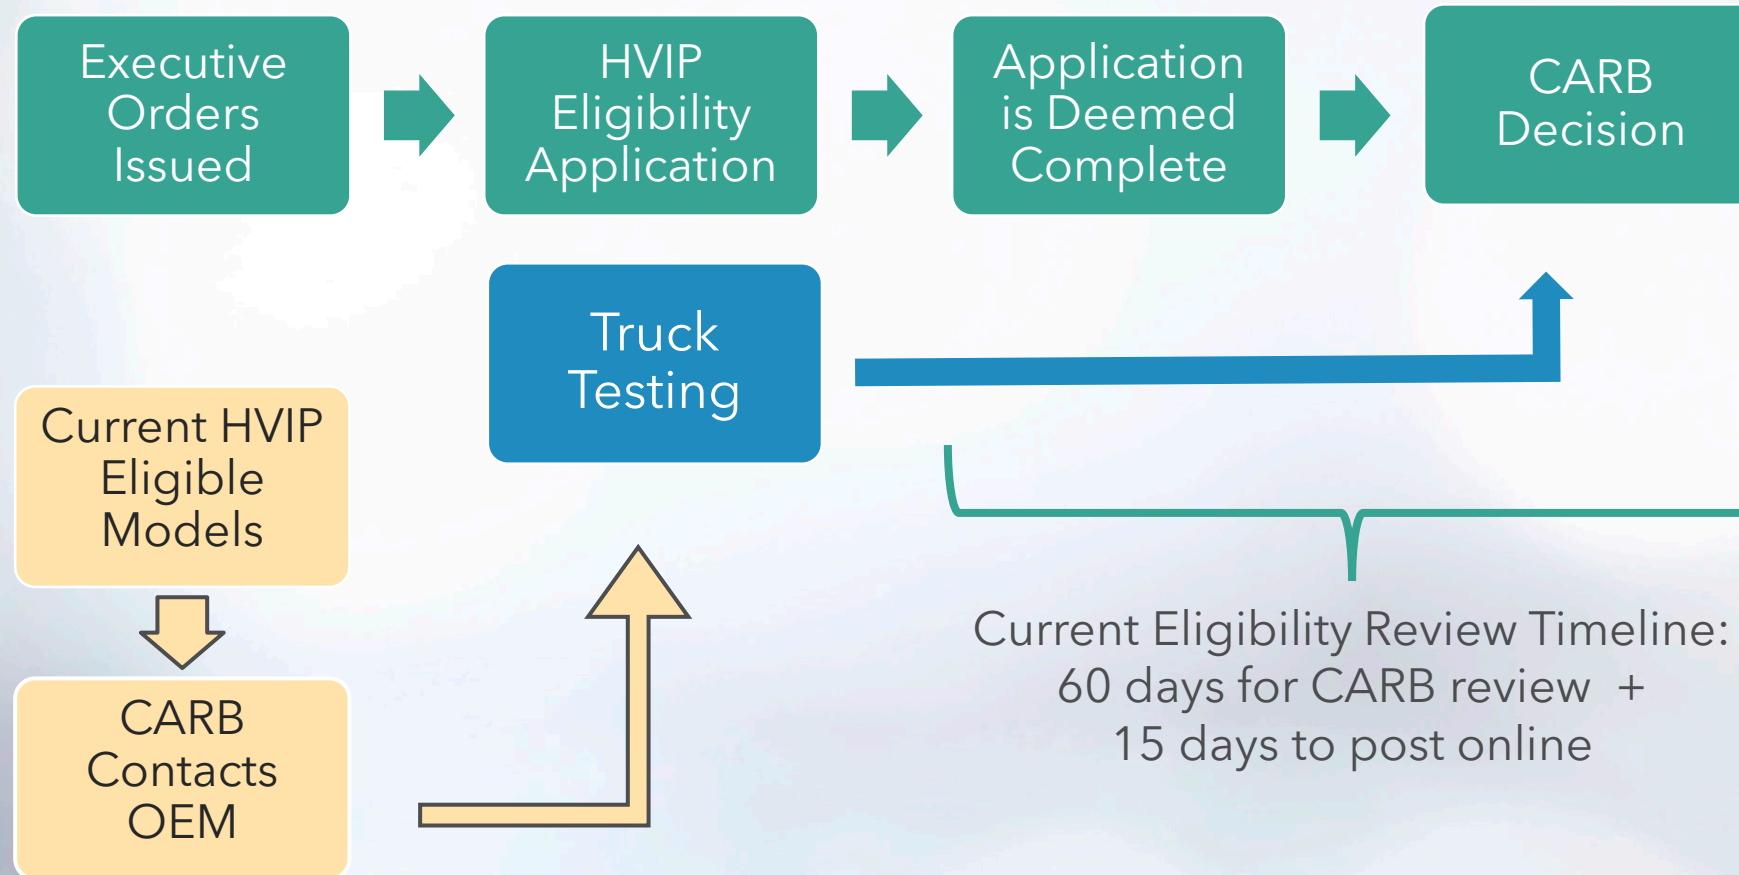 Executive
Orders
Issued
HVIP
Eligibility
Application
Application
is Deemed
Complete
CARB
Decision
Truck
Testing
Current HVIP
Eligible
Models
CARB
Contacts
OEM
Current Eligibility Review Timeline:
60 days for CARB review +
15 days to post online